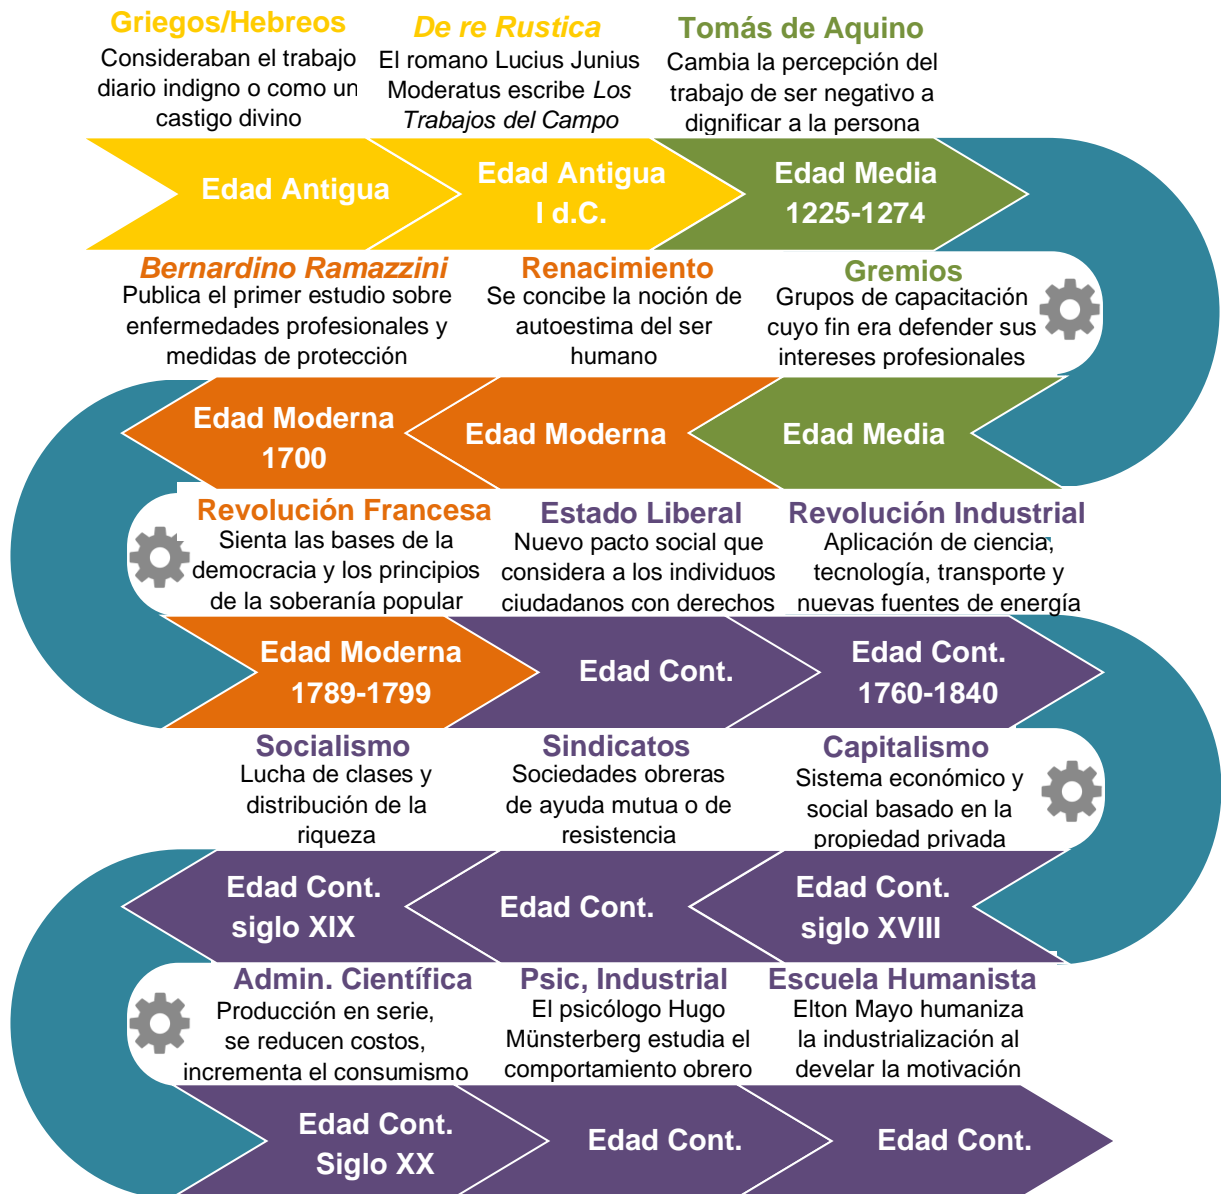 Griegos/Hebreos
Consideraban el trabajo
diario indigno o como un
castigo divino
De re Rustica
El romano Lucius Junius
Moderatus escribe Los
Trabajos del Campo
Tomás de Aquino
Cambia la percepción del
trabajo de ser negativo a
dignificar a la persona
Edad Antigua
Edad Antigua
I d.C.
Edad Media
1225-1274
Bernardino Ramazzini
Publica el primer estudio sobre
enfermedades profesionales y
medidas de protección
Renacimiento
Se concibe la noción de
autoestima del ser
humano
Gremios
Grupos de capacitación
cuyo fin era defender sus
intereses profesionales
Edad Moderna
1700
Edad Moderna
Edad Media
Revolución Francesa
Sienta las bases de la
democracia y los principios
de la soberanía popular
Estado Liberal
Nuevo pacto social que
considera a los individuos
ciudadanos con derechos
Revolución Industrial
Aplicación de ciencia,
tecnología, transporte y
nuevas fuentes de energía
Edad Moderna
1789-1799
Edad Cont.
Edad Cont.
1760-1840
Socialismo
Lucha de clases y
distribución de la
riqueza
Sindicatos
Sociedades obreras
de ayuda mutua o de
resistencia
Capitalismo
Sistema económico y
social basado en la
propiedad privada
Edad Cont.
siglo XIX
Edad Cont.
Edad Cont.
siglo XVIII
Admin. Científica
Producción en serie,
se reducen costos,
incrementa el consumismo
Psic, Industrial
El psicólogo Hugo
Münsterberg estudia el
comportamiento obrero
Escuela Humanista
Elton Mayo humaniza
la industrialización al
develar la motivación
Edad Cont.
Siglo XX
Edad Cont.
Edad Cont.